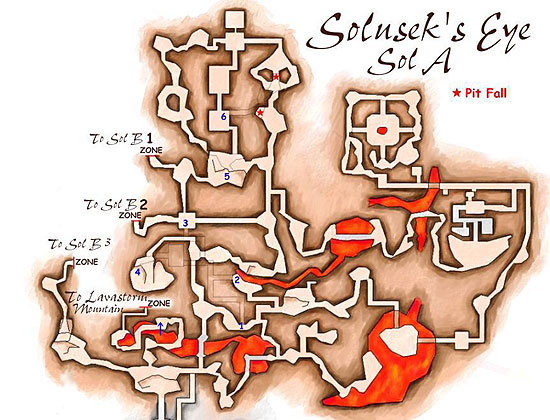 Solusek's Eye
Sol A
★ Pit Fall
To Sol B 1
ZONE
6
5
To Sol B 2
ZONE
3
To Sol B 3
ZONE
4
2
To Lavastorm
Mountain
ZONE
1